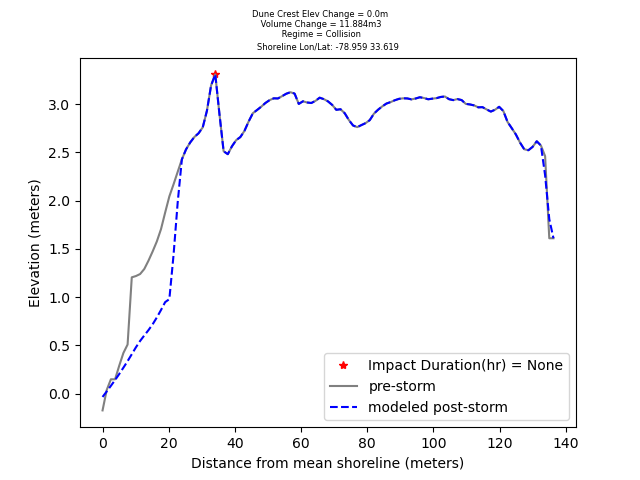 Dune Crest Elev Change = 0.0m
Volume Change = 11.884m3
Regime = Collision
Shoreline Lon/Lat: -78.959 33.619
3.0
2.5
2.0
1.5
1.0
0.5
0.0
Elevation (meters)
Impact Duration(hr) = None
pre-storm
modeled post-storm
0 20 40 60 80 100 120 140
Distance from mean shoreline (meters)